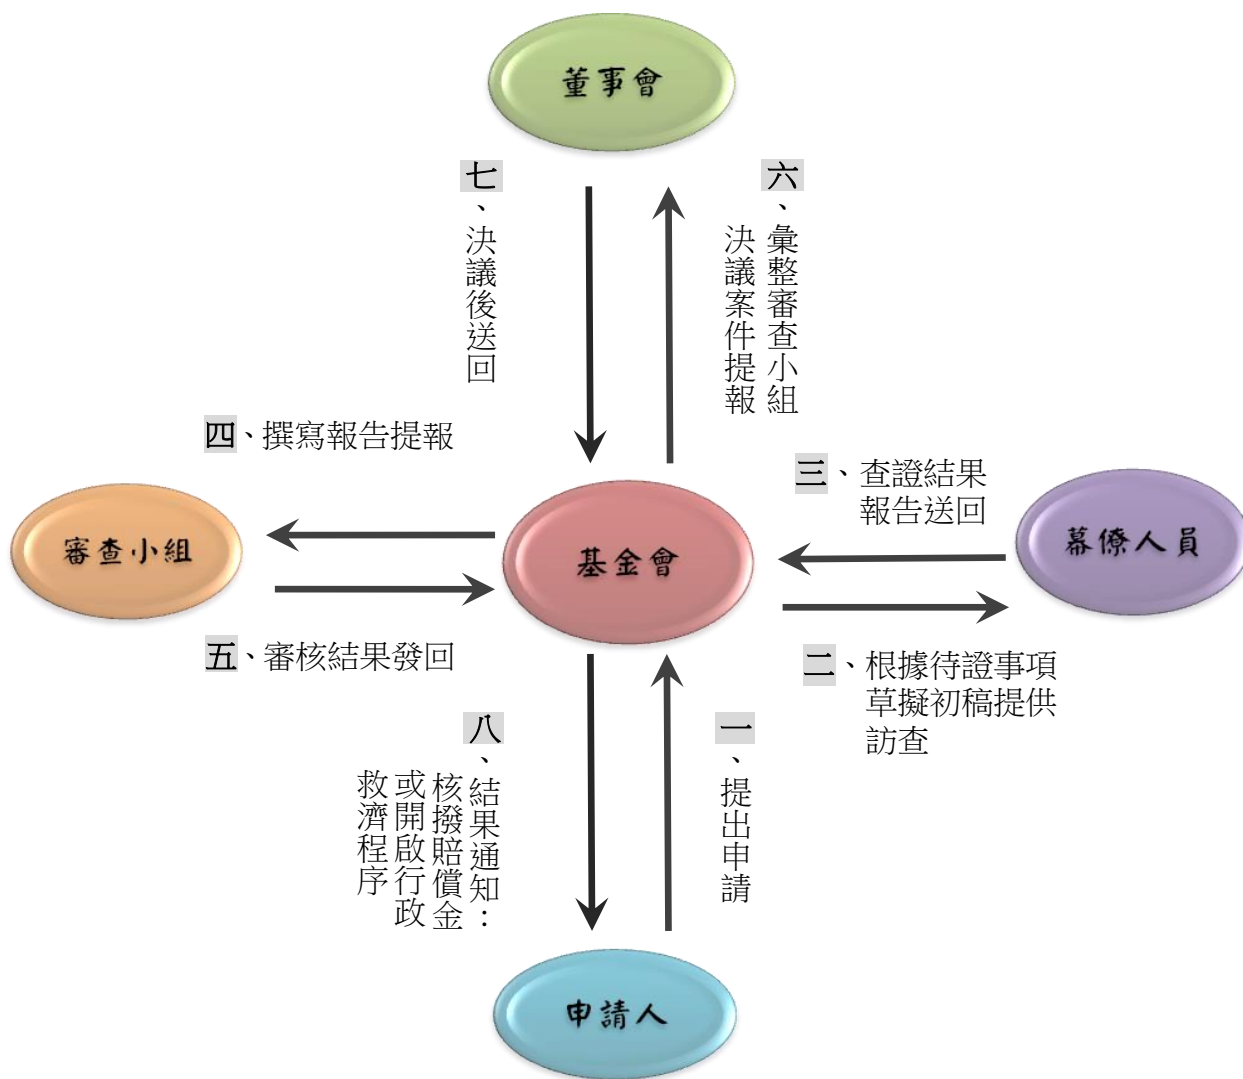 董事會
七、決議後送回
六、彙整審查小組
決議案件提報
四、撰寫報告提報
三、查證結果
報告送回
審查小組
基金會
幕僚人員
五、審核結果發回
二、根據待證事項
草擬初稿提供
訪查
八、結果通知：
核撥賠償金
或開啟行政
救濟程序
一、提出申請
申請人